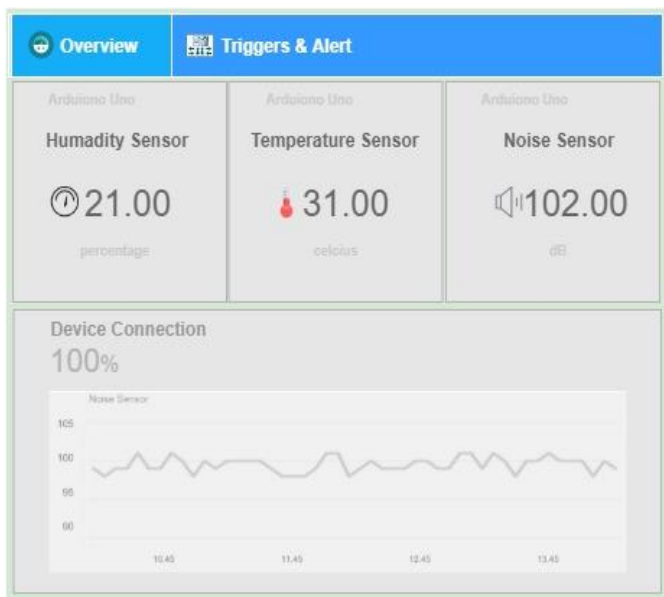 Overview
Triggers & Alert
Arduiono Uno
Arduiono Uno
Arduiono Uno
Humadity Sensor
Temperature Sensor
Noise Sensor
21.00
31.00
102.00
percentage
celcius
dB
Device Connection
100%
Noise Sensor
105
100
95
90
10.45
11.45
12.45
13.45